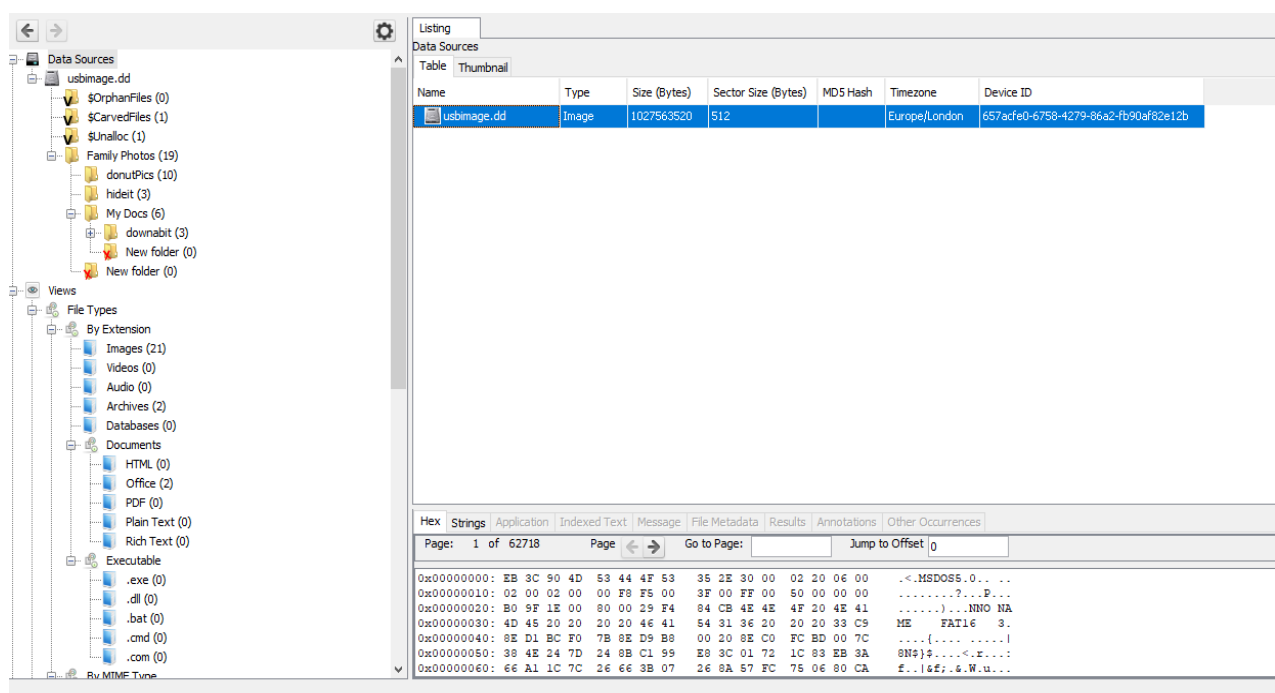 Data Sources
usbimage.dd
$OrphanFiles (0)
$CarvedFiles (1)
$Unalloc (1)
Family Photos (19)
donutPics (10)
hideit (3)
My Docs (6)
downabit (3)
New folder (0)
New folder (0)
Views
File Types
By Extension
Images (21)
Videos (0)
Audio (0)
Archives (2)
Databases (0)
Documents
HTML (0)
Office (2)
PDF (0)
Plain Text (0)
Rich Text (0)
Executable
.exe (0)
.dll (0)
.bat (0)
.cmd (0)
.com (0)
By MIME Type
Listing
Data Sources
Table Thumbnail
Name Type Size (Bytes) Sector Size (Bytes) MD5 Hash Timezone Device ID
usbimage.dd Image 1027563520 512 Europe/London 657acfe0-6758-4279-86a2-fb90af82e12b
Hex Strings Application Indexed Text Message File Metadata Results Annotations Other Occurrences
Page: 1 of 62718 Page Go to Page: Jump to Offset 0
0x00000000: EB 3C 90 4D 53 44 4F 53 35 2E 30 00 02 20 06 00 .<.MSDOS5.0.. ..
0x00000010: 02 00 02 00 00 F8 F5 00 3F 00 FF 00 50 00 00 00 ........?...P...
0x00000020: B0 9F 1E 00 80 00 29 F4 84 CB 4E 4E 4F 20 4E 41 ......)...NNO NA
0x00000030: 4D 45 20 20 20 20 46 41 54 31 36 20 20 20 33 C9 ME    FAT16   3.
0x00000040: 8E D1 BC F0 7B 8E D9 B8 00 20 8E C0 FC BD 00 7C ....{.... .....|
0x00000050: 38 4E 24 7D 24 8B C1 99 E8 3C 01 72 1C 83 EB 3A 8N$}$....<.r...:
0x00000060: 66 A1 1C 7C 26 66 3B 07 26 8A 57 FC 75 06 80 CA f..|&f;.&.W.u...